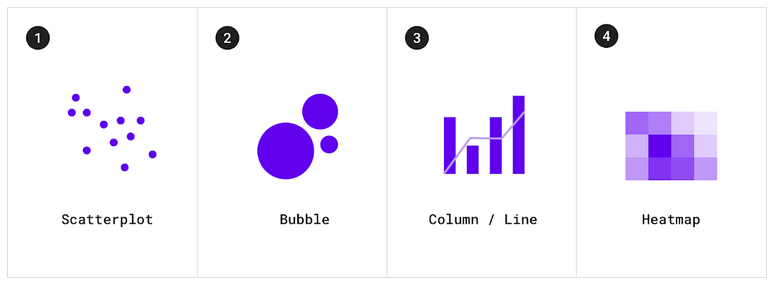 1
Scatterplot
2
Bubble
3
Column / Line
4
Heatmap